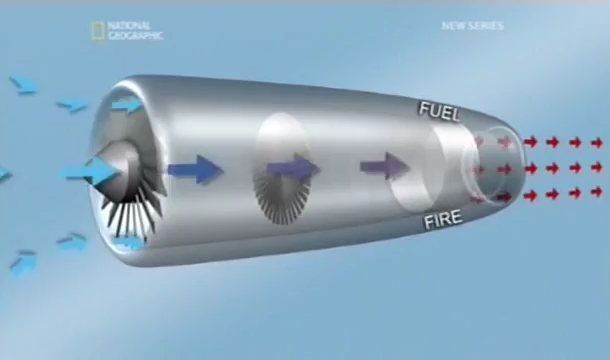 NATIONAL
GEOGRAPHIC
NEW SERIES
FUEL
FIRE